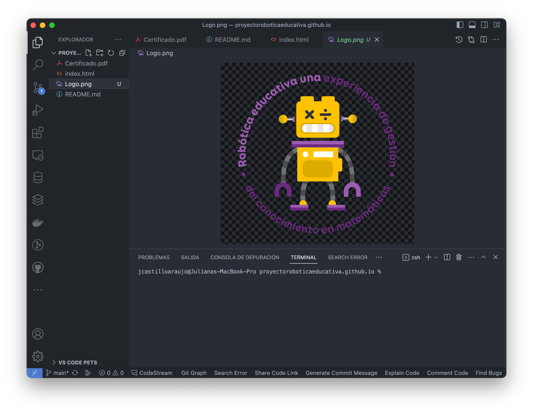 Logo.png — proyectoroboticaeducativa.github.io
EXPLORADOR
PROYE...
Certificado.pdf
index.html
Logo.png U
README.md
VS CODE PETS
Certificado.pdf
README.md
index.html
Logo.png U
Logo.png
Robótica educativa una experiencia de gestión
del conocimiento en matemáticas
PROBLEMAS
SALIDA
CONSOLA DE DEPURACIÓN
TERMINAL
SEARCH ERROR
zsh
jcastilloaraujo@Julianas-MacBook-Pro proyectoroboticaeducativa.github.io %
main*
0
0
CodeStream
Git Graph
Search Error
Share Code Link
Generate Commit Message
Explain Code
Comment Code
Find Bugs